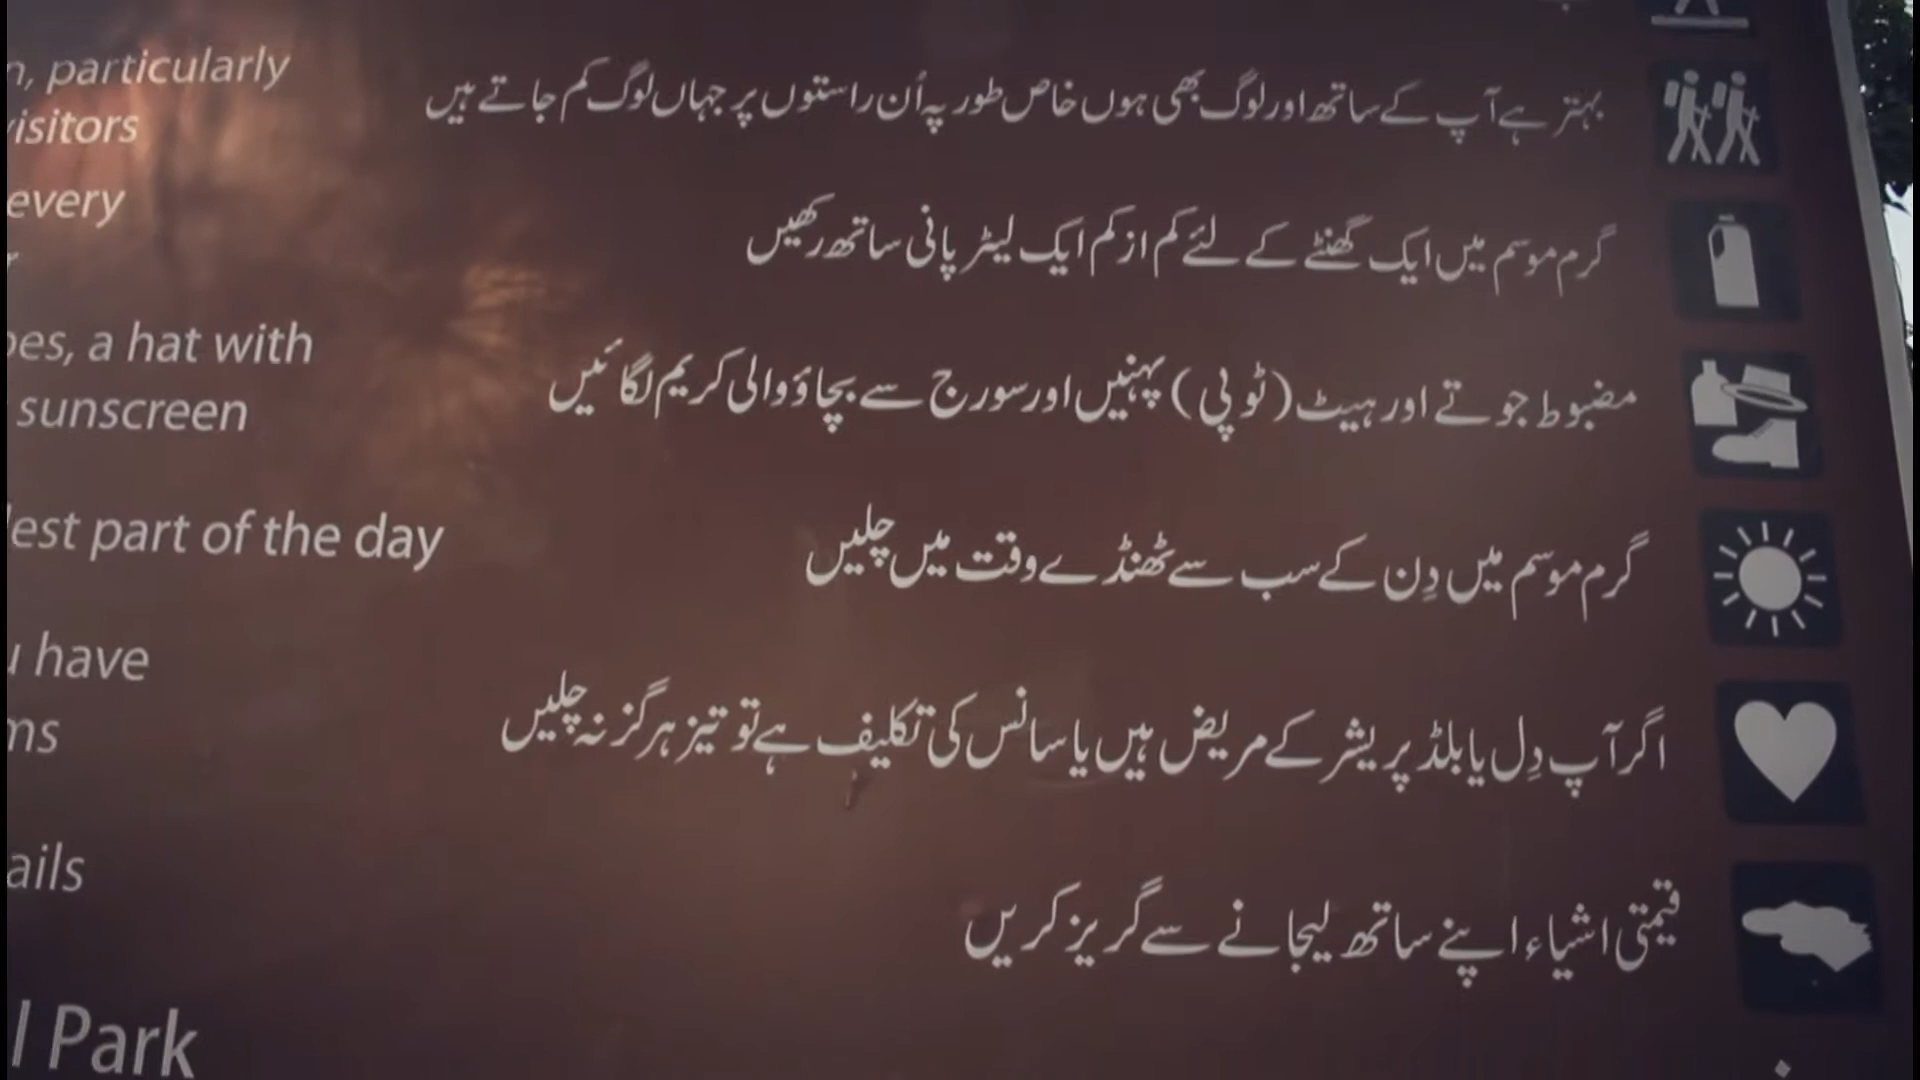 particularly
بہتر ہے آپ کے ساتھ اور لوگ بھی ہوں خاص طور پہ اُن راستوں پر جہاں لوگ کم جاتے ہیں
visitors
every
گرم موسم میں ایک گھنٹے کے لئے کم از کم ایک لیٹر پانی ساتھ رکھیں
a hat with
مضبوط جوتے اور ہیٹ (ٹوپی) پہنیں اور سورج سے بچاؤ والی کریم لگائیں
sunscreen
part of the day
گرم موسم میں دِن کے سب سے ٹھنڈے وقت میں چلیں
have
اگر آپ دِل یا بلڈ پریشر کے مریض ہیں یا سانس کی تکلیف ہے تو تیز ہرگز نہ چلیں
ails
قیمتی اشیاء اپنے ساتھ لیجانے سے گریز کریں
l Park